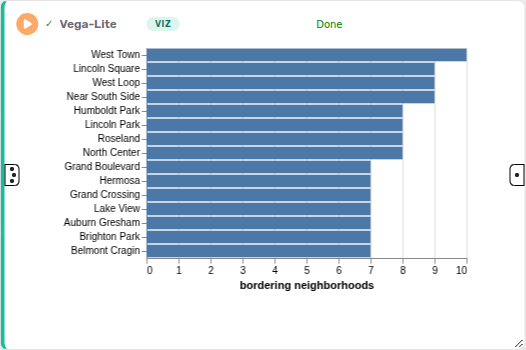 ✓ Vega-Lite VIZ Done
West Town
Lincoln Square
West Loop
Near South Side
Humboldt Park
Lincoln Park
Roseland
North Center
Grand Boulevard
Hermosa
Grand Crossing
Lake View
Auburn Gresham
Brighton Park
Belmont Cragin
0 1 2 3 4 5 6 7 8 9 10
bordering neighborhoods